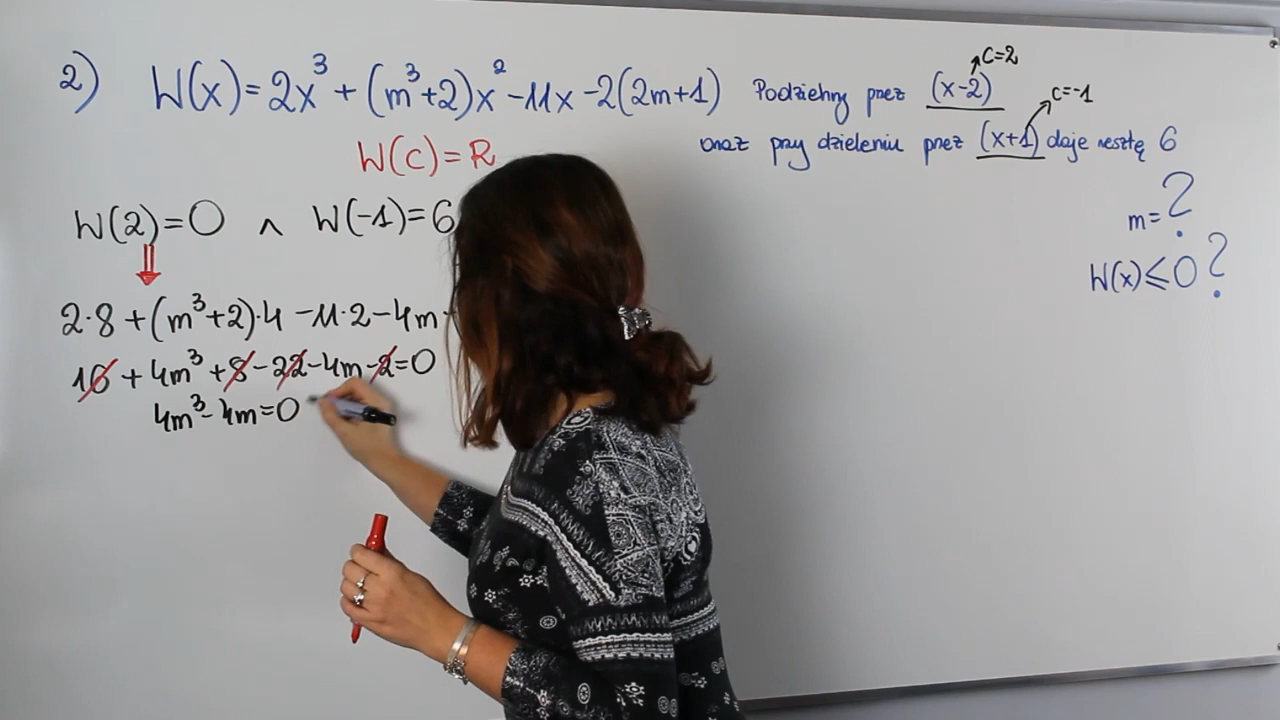 2) W(x)=2x³+(m³+2)x²-11x-2(2m+1) Podzielny przez (x-2) C=2
oraz przy dzieleniu przez (x+1) daje resztę 6 C=-1
W(C)=R
W(2)=0 ∧ W(-1)=6
m=?
W(x)≤0?
2·8+(m³+2)·4-11·2-4m
16+4m³+8-22-4m-2=0
4m³-4m=0